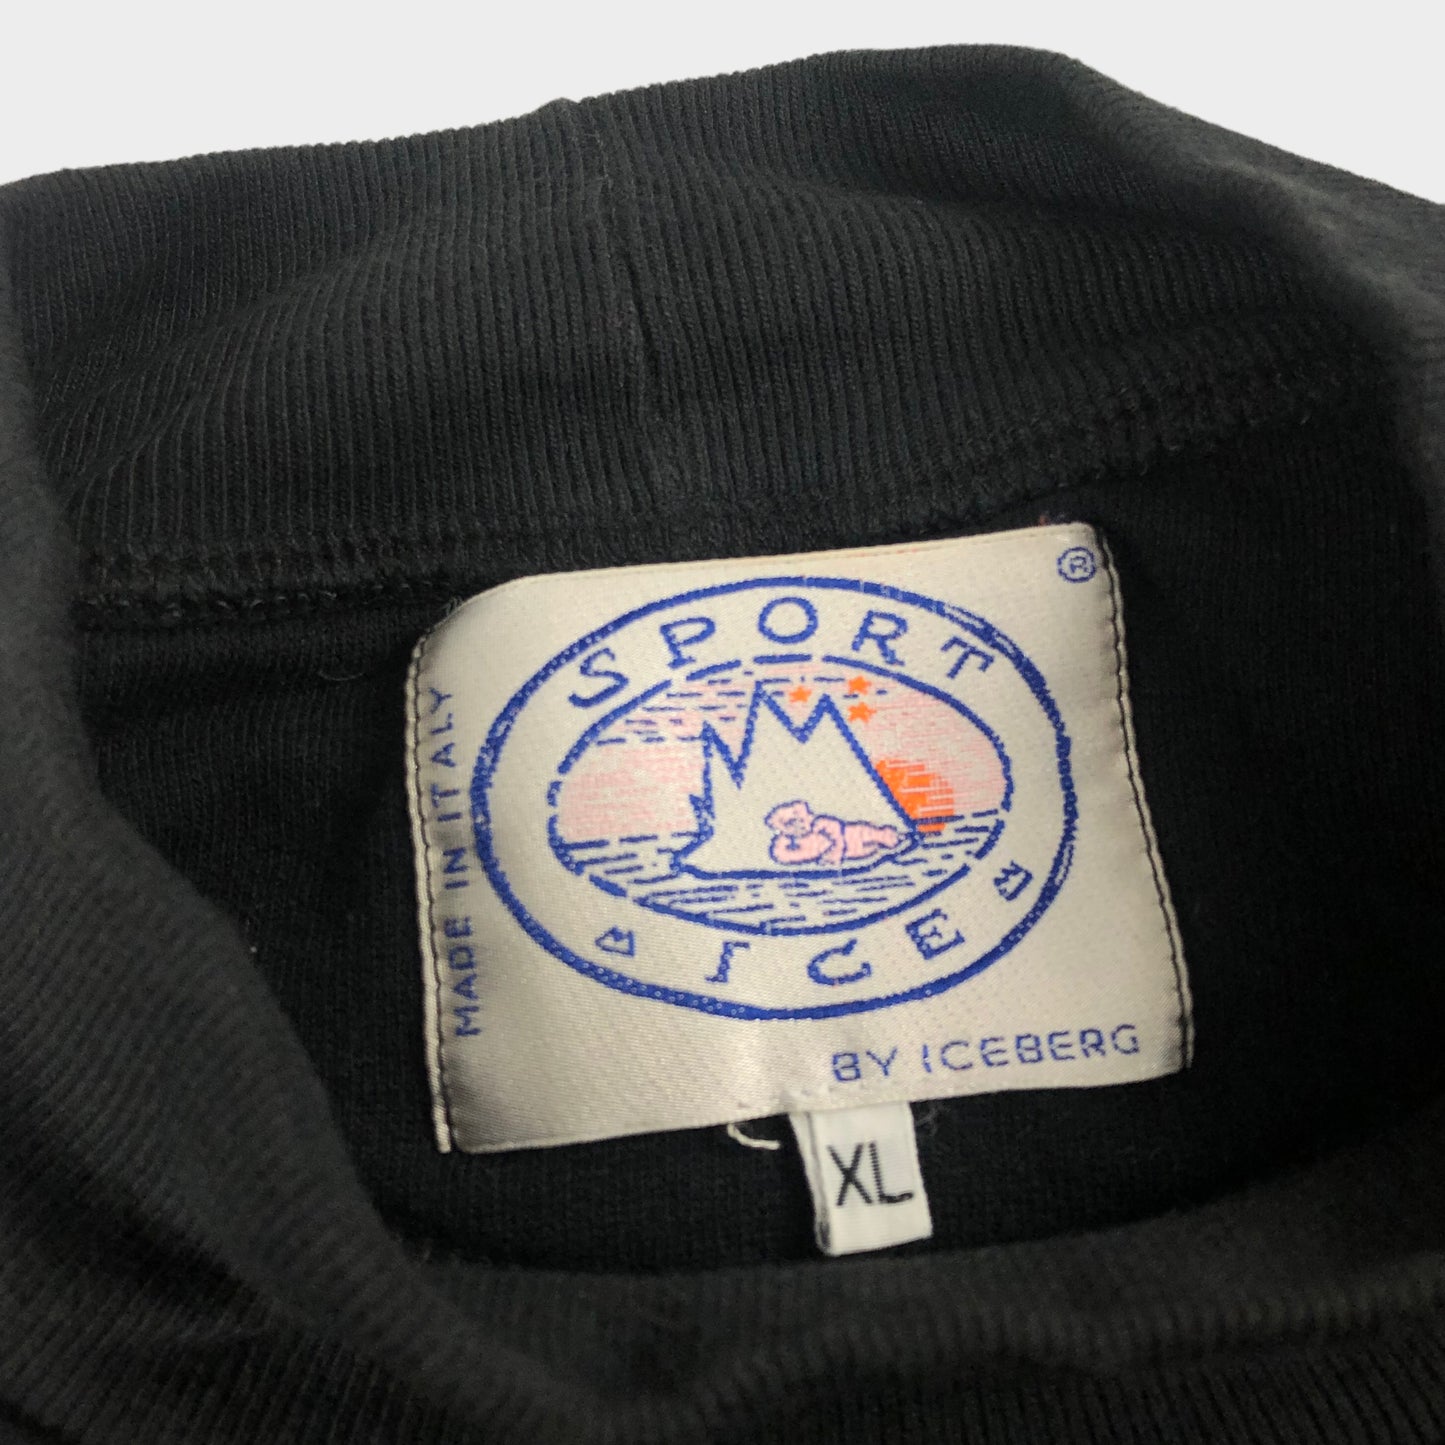 ®
SPORT
ICE
MADE IN ITALY
BY ICEBERG
XL